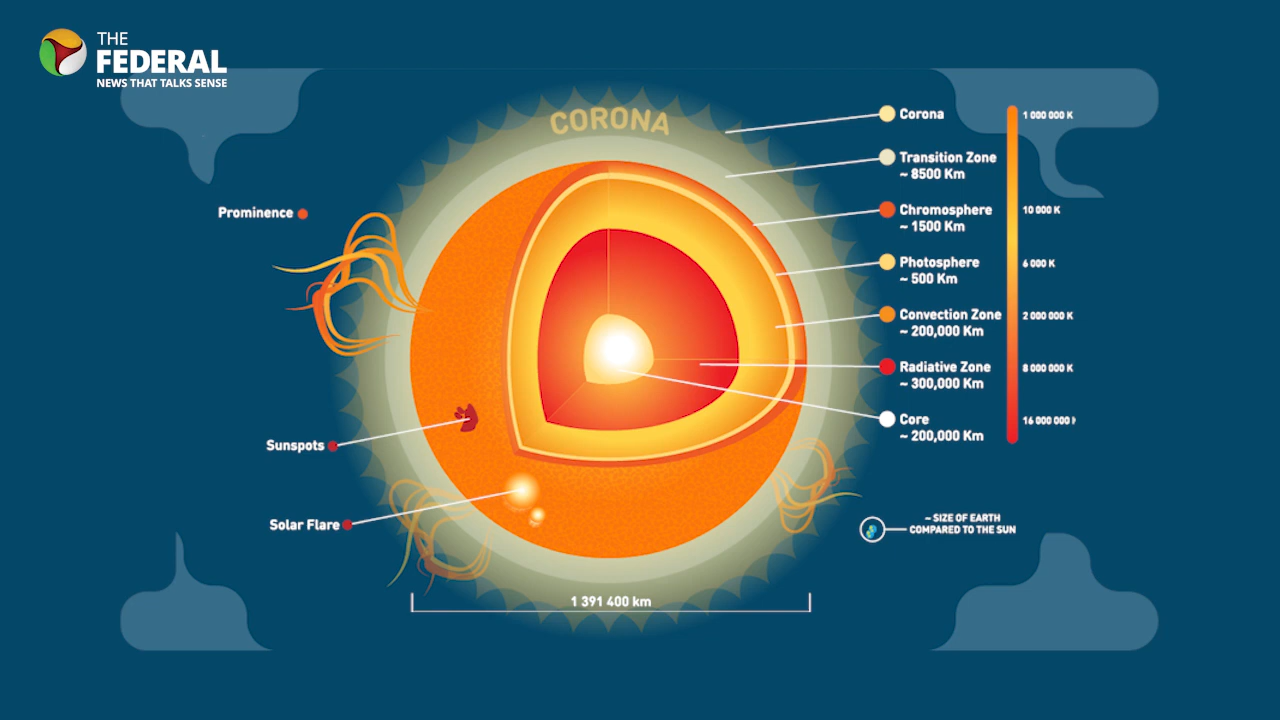 THE
FEDERAL
NEWS THAT TALKS SENSE
CORONA
Corona
1 000 000 K
Transition Zone
~ 8500 Km
Prominence
Chromosphere
~ 1500 Km
10 000 K
Photosphere
~ 500 Km
6 000 K
Convection Zone
~ 200,000 Km
2 000 000 K
Radiative Zone
~ 300,000 Km
8 000 000 K
Core
~ 200,000 Km
16 000 000
Sunspots
Solar Flare
~ SIZE OF EARTH
COMPARED TO THE SUN
1 391 400 km